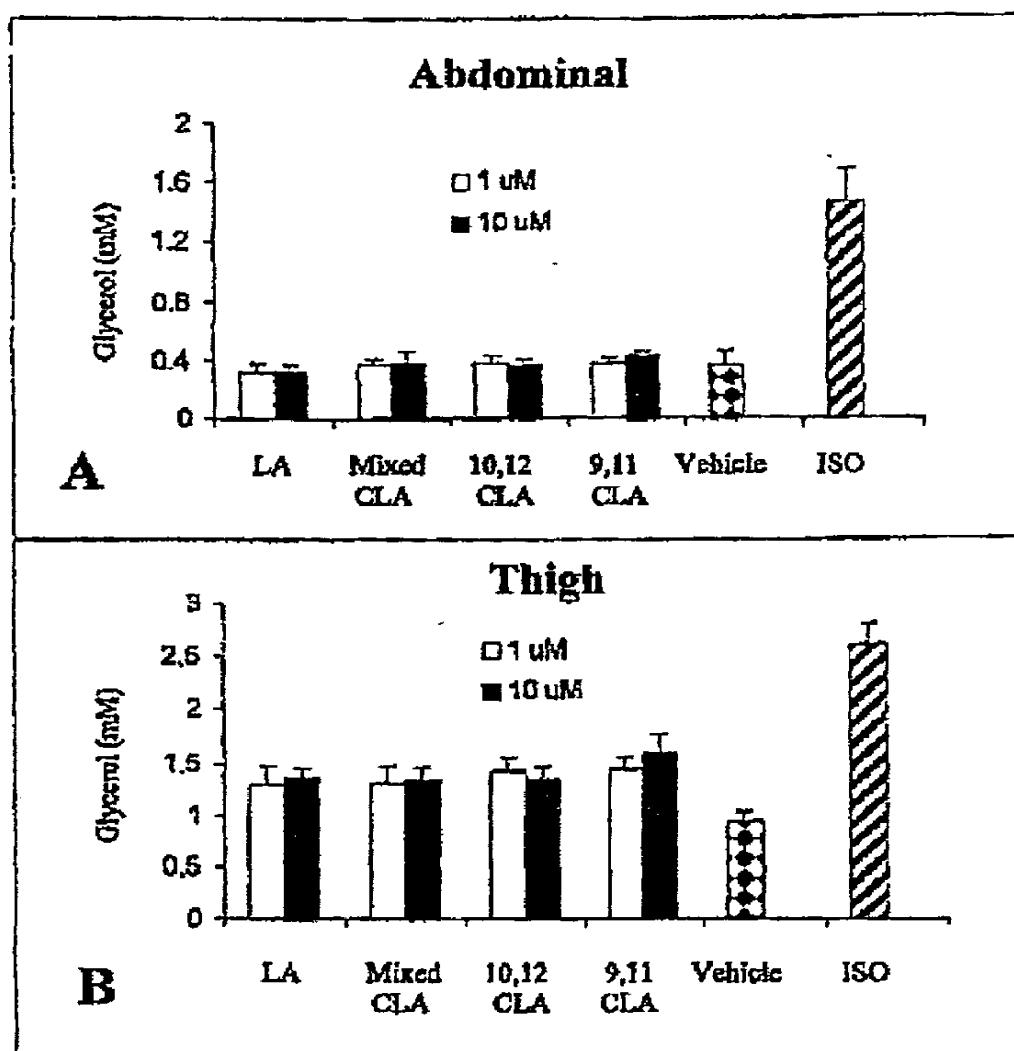 Abdominal
2
1.6
1.2
0.8
0.4
0
Glycerol (mM)
1 uM
10 uM
LA
Mixed CLA
10,12 CLA
9,11 CLA
Vehicle
ISO
A
Thigh
3
2.5
2
1.5
1
0.5
0
Glycerol (mM)
1 uM
10 uM
LA
Mixed CLA
10,12 CLA
9,11 CLA
Vehicle
ISO
B